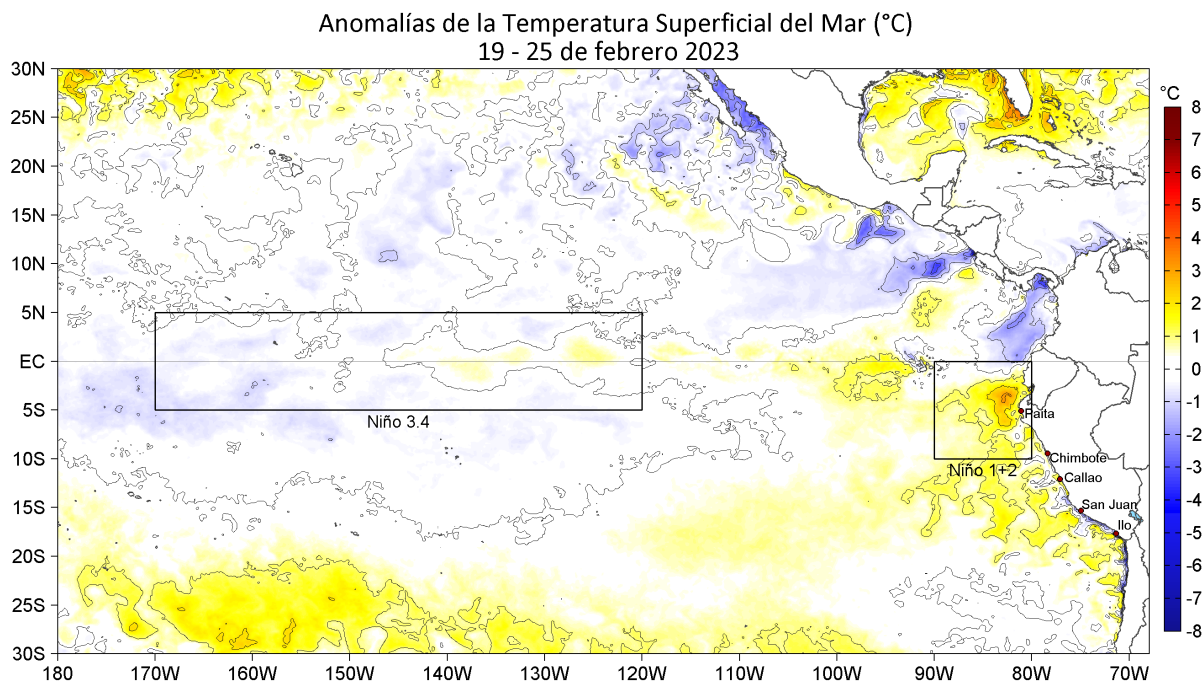 Anomalías de la Temperatura Superficial del Mar (°C)
19 - 25 de febrero 2023
30N
25N
20N
15N
10N
5N
EC
5S
10S
15S
20S
25S
30S
180
170W
160W
150W
140W
130W
120W
110W
100W
90W
80W
70W
Niño 3.4
Niño 1+2
Paita
Chimbote
Callao
San Juan
Ilo
°C
8
7
6
5
4
3
2
1
0
-1
-2
-3
-4
-5
-6
-7
-8